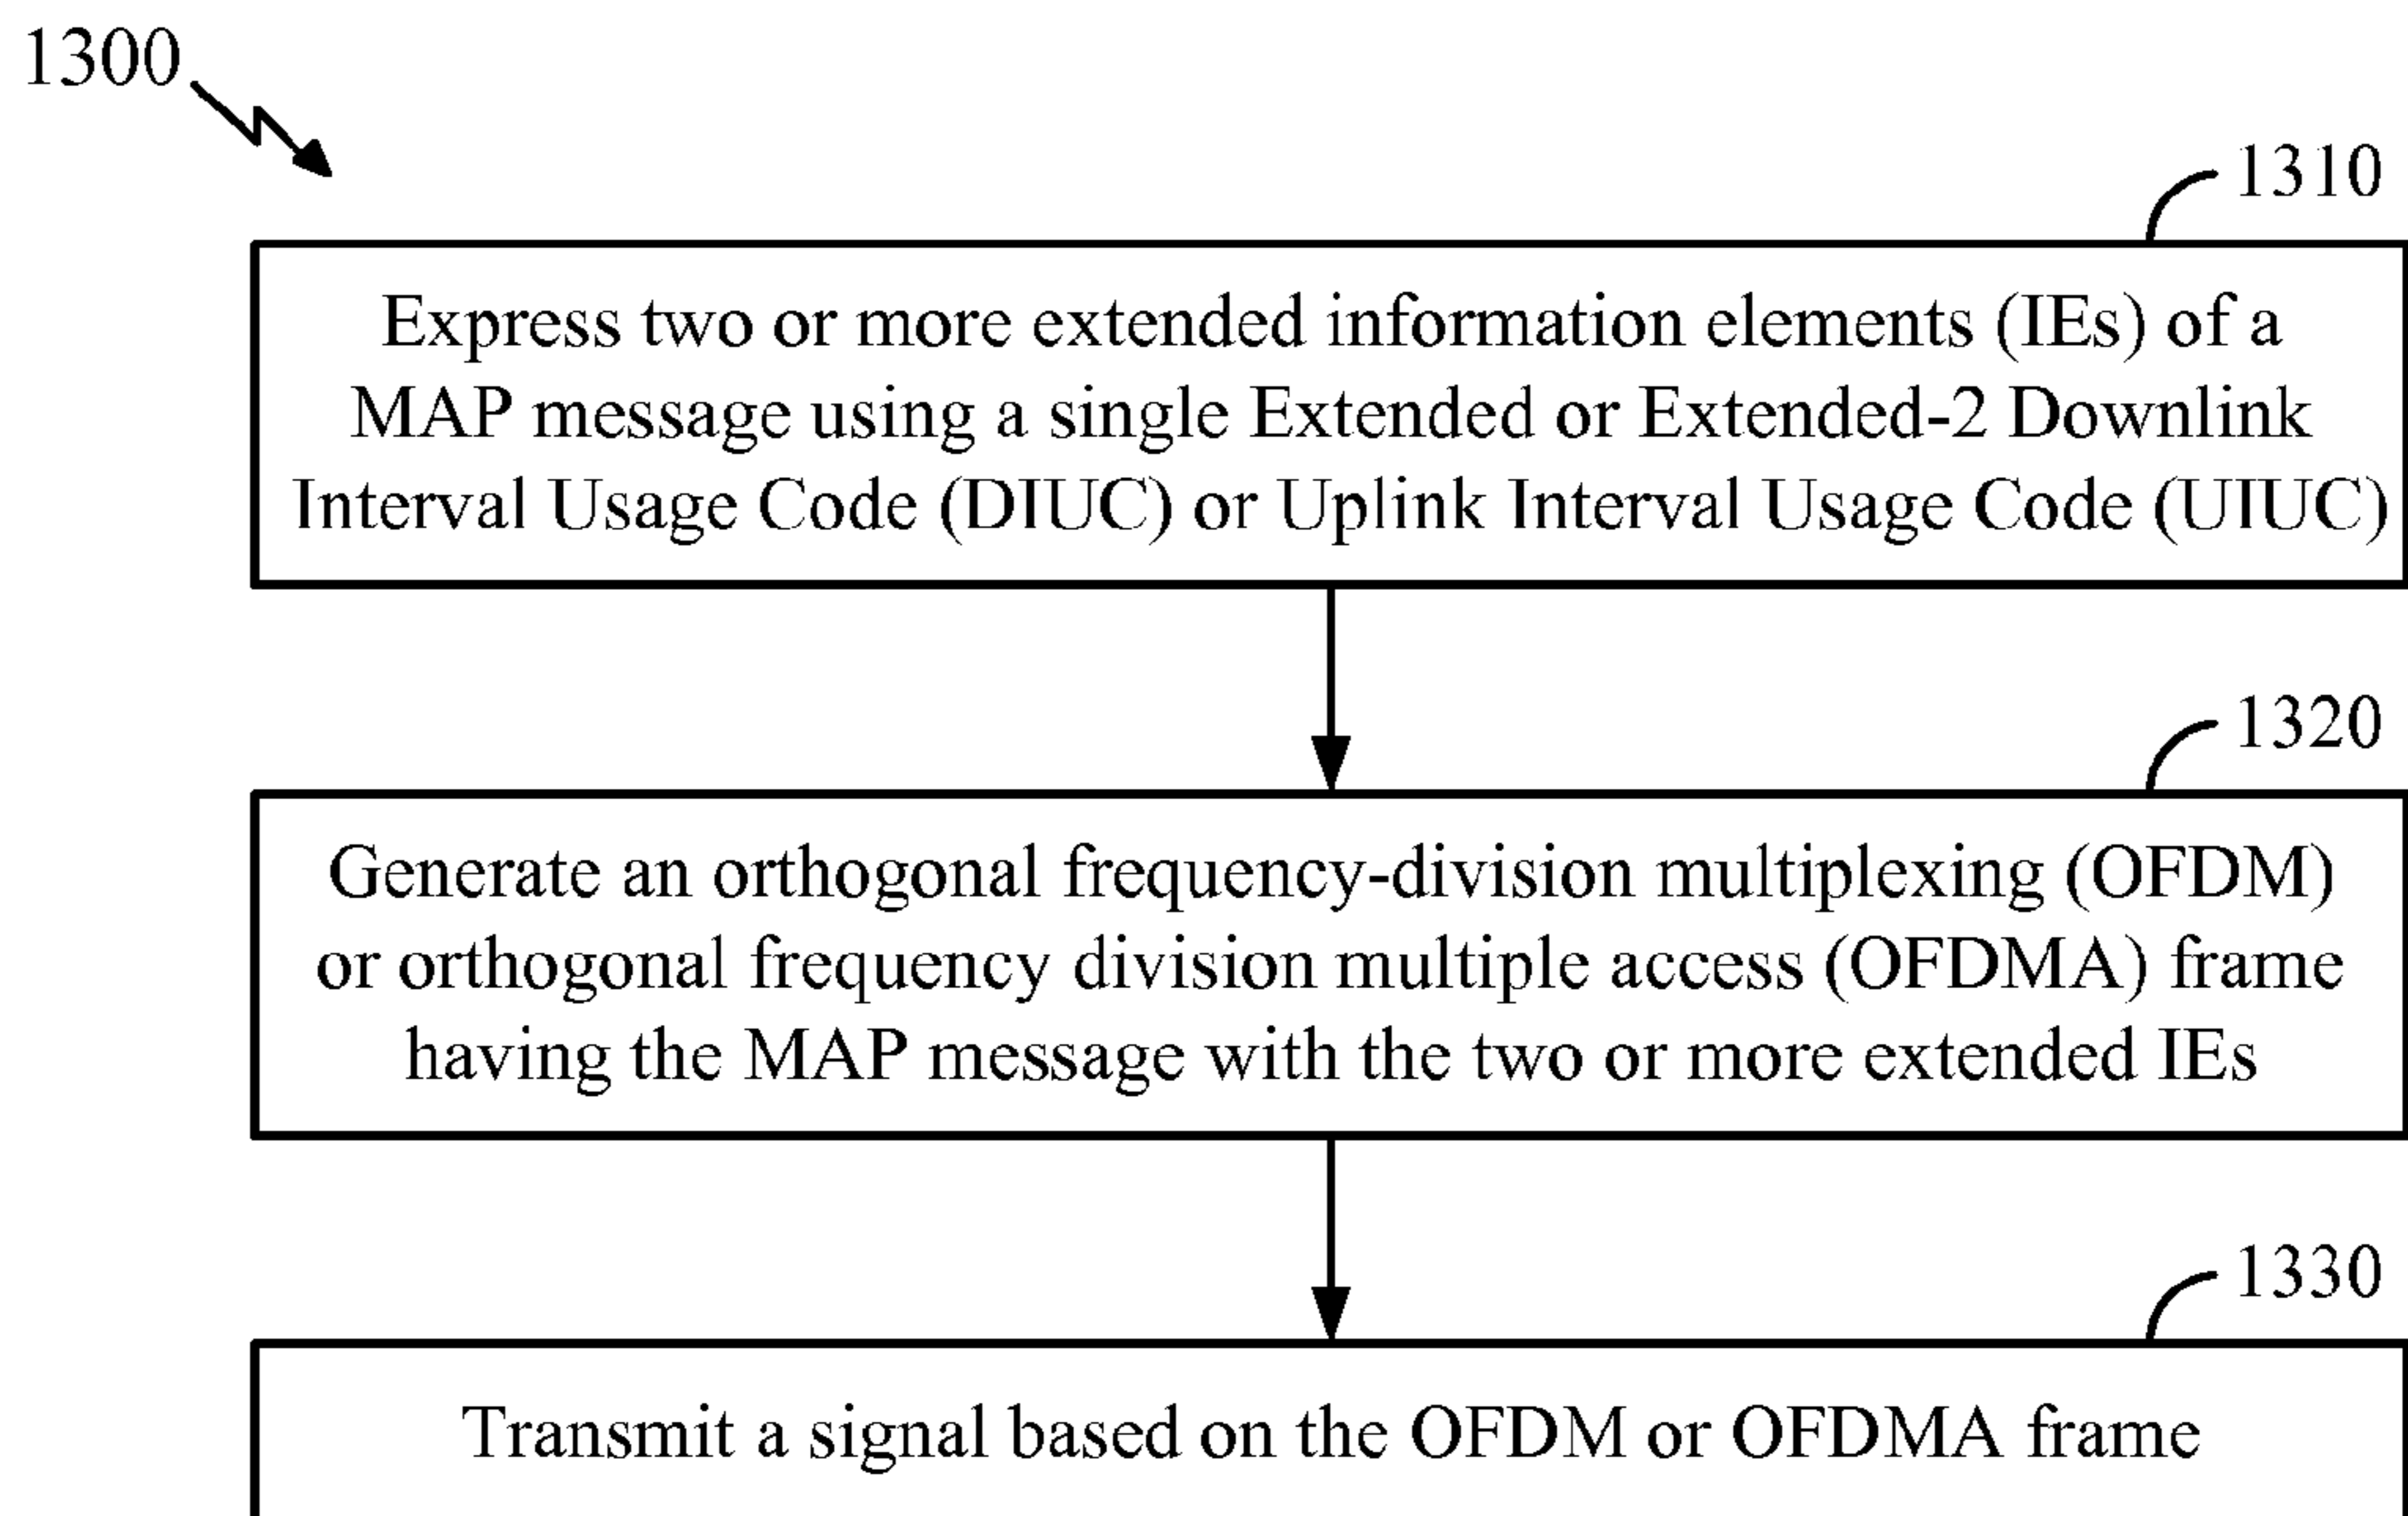 1300
1310
Express two or more extended information elements (IEs) of a
MAP message using a single Extended or Extended-2 Downlink
Interval Usage Code (DIUC) or Uplink Interval Usage Code (UIUC)
1320
Generate an orthogonal frequency-division multiplexing (OFDM)
or orthogonal frequency division multiple access (OFDMA) frame
having the MAP message with the two or more extended IEs
1330
Transmit a signal based on the OFDM or OFDMA frame